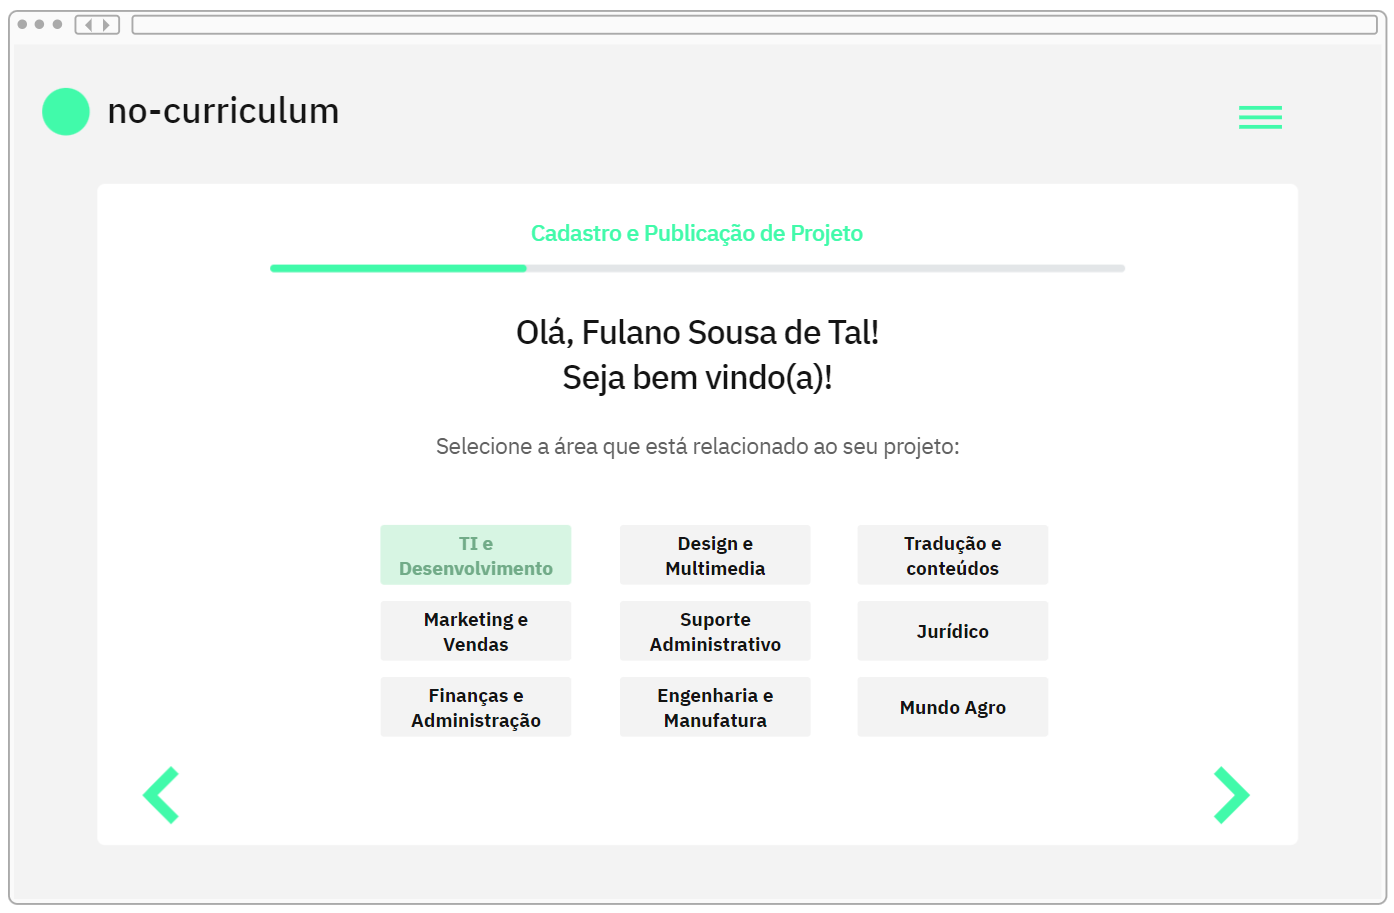 no-curriculum
Cadastro e Publicação de Projeto
Olá, Fulano Sousa de Tal!
Seja bem vindo(a)!
Selecione a área que está relacionado ao seu projeto:
TI e
Desenvolvimento
Design e
Multimedia
Tradução e
conteúdos
Marketing e
Vendas
Suporte
Administrativo
Jurídico
Finanças e
Administração
Engenharia e
Manufatura
Mundo Agro